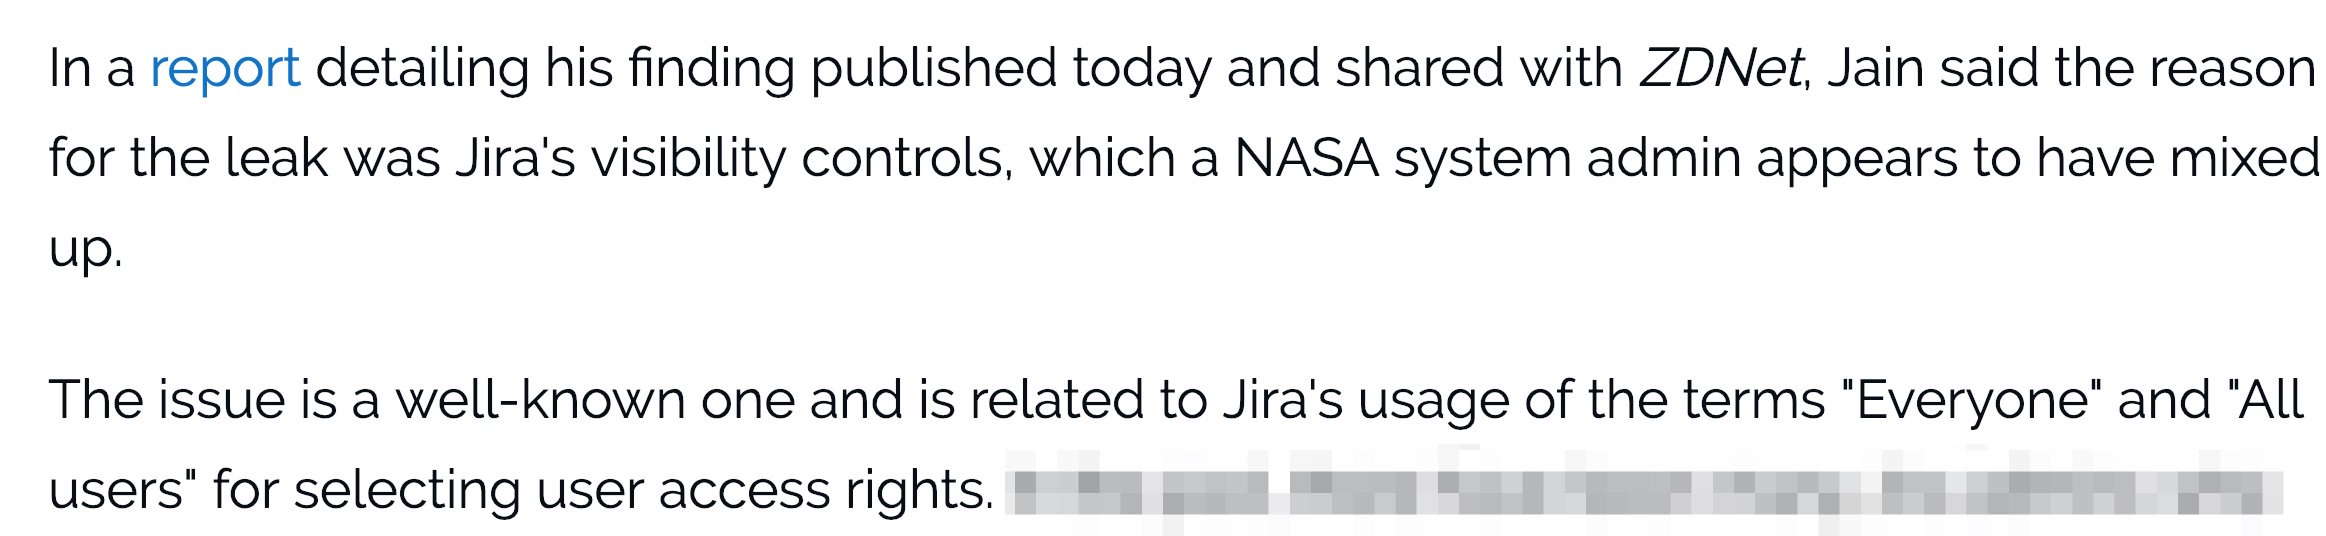 In a report detailing his finding published today and shared with ZDNet, Jain said the reason
for the leak was Jira's visibility controls, which a NASA system admin appears to have mixed
up.
The issue is a well-known one and is related to Jira's usage of the terms "Everyone" and "All
users" for selecting user access rights.